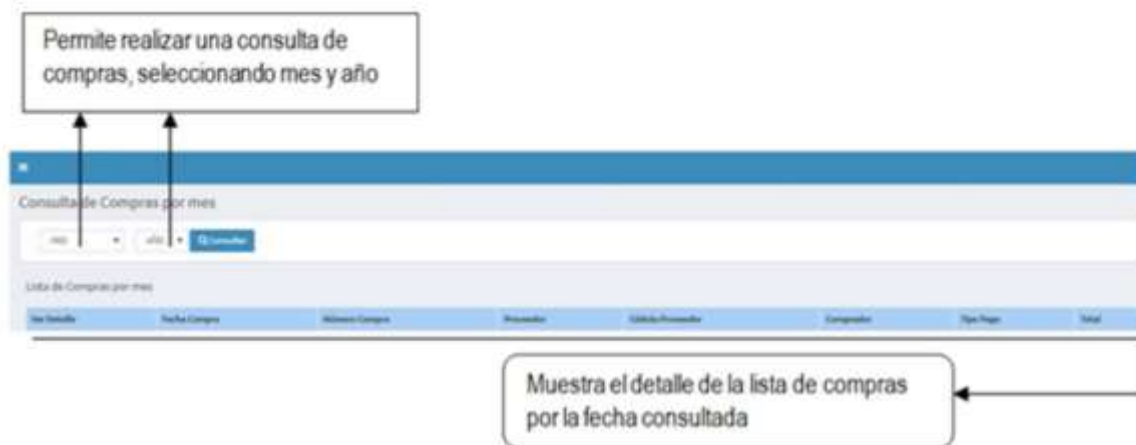 Permite realizar una consulta de
compras, seleccionando mes y año
Consulta de Compras por mes
MES AÑO Consultar
Lista de Compras por mes
Ver Detalle Fecha Compra Número Compra Proveedor Cédula Proveedor Comprador Tipo Pago Total
Muestra el detalle de la lista de compras
por la fecha consultada